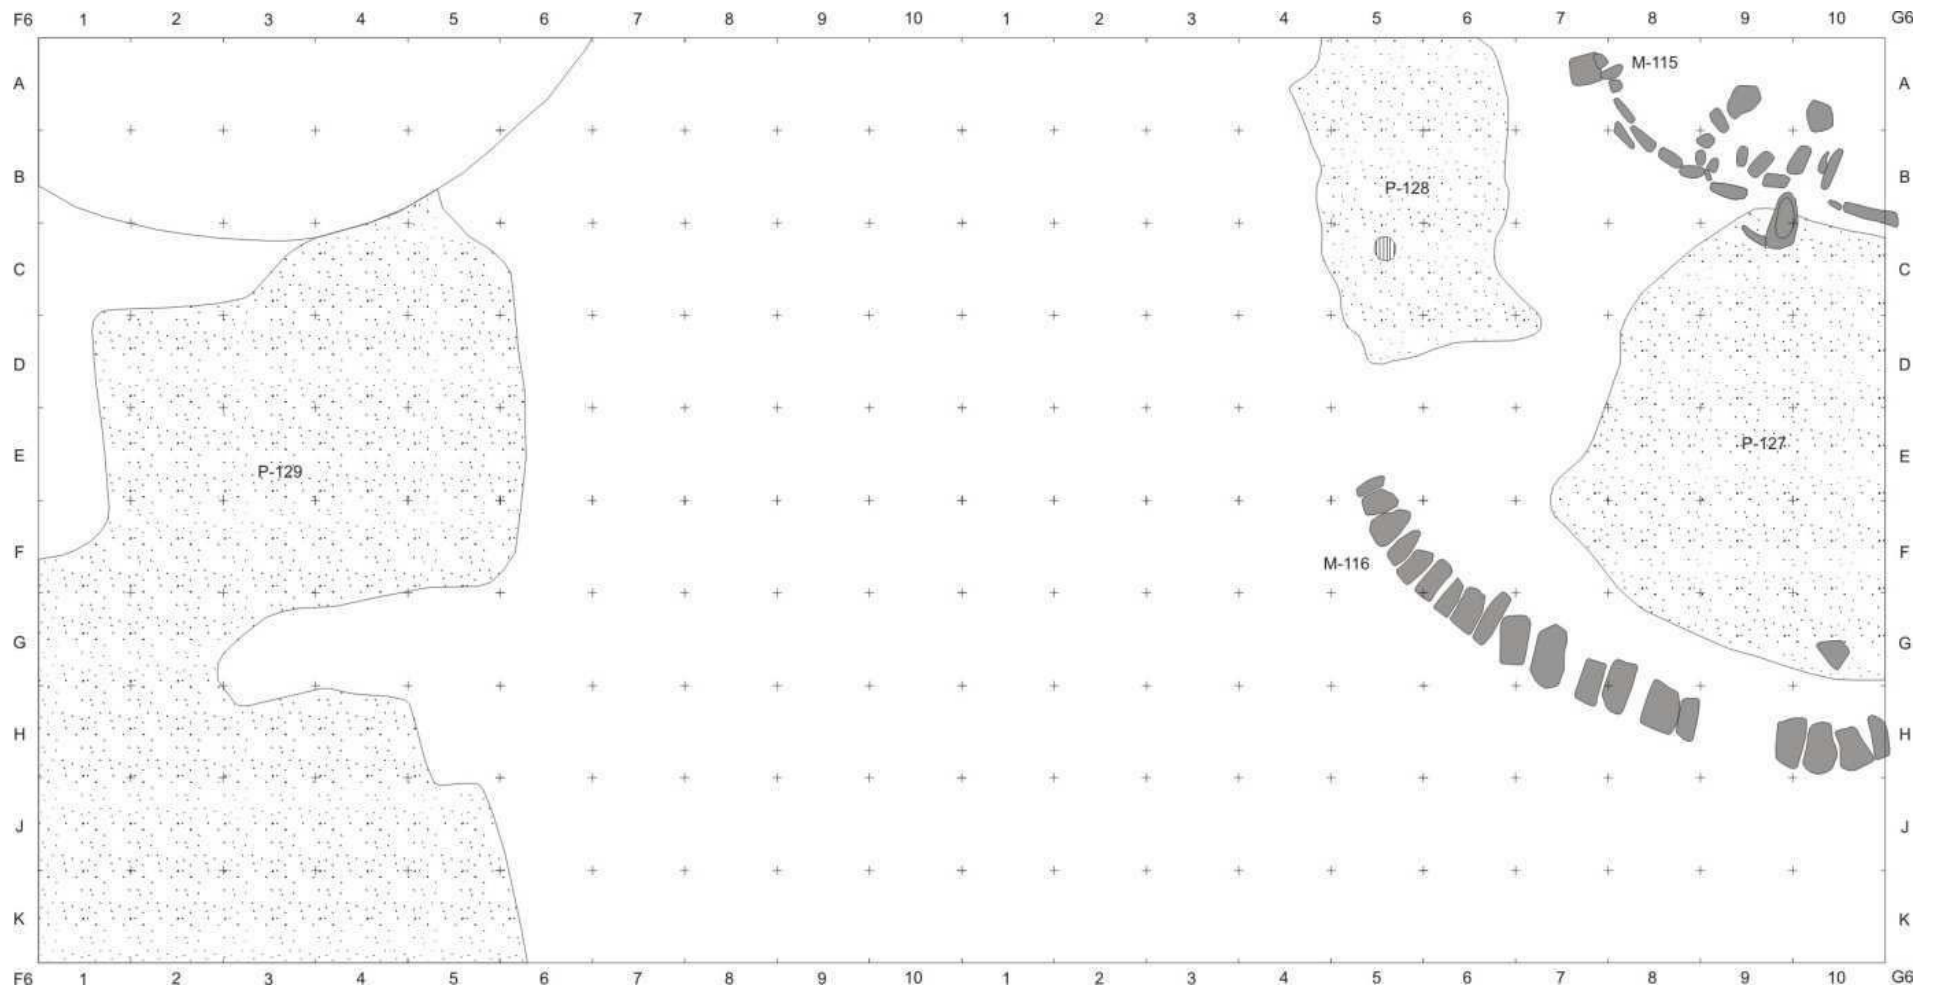 F6 1 2 3 4 5 6 7 8 9 10 1 2 3 4 5 6 7 8 9 10 G6
M-115
A A
B B
P-128
C C
D D
P-127
E E
P-129
F F
M-116
G G
H H
J J
K K
F6 1 2 3 4 5 6 7 8 9 10 1 2 3 4 5 6 7 8 9 10 G6